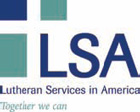 LSA
Lutheran Services in America
Together we can